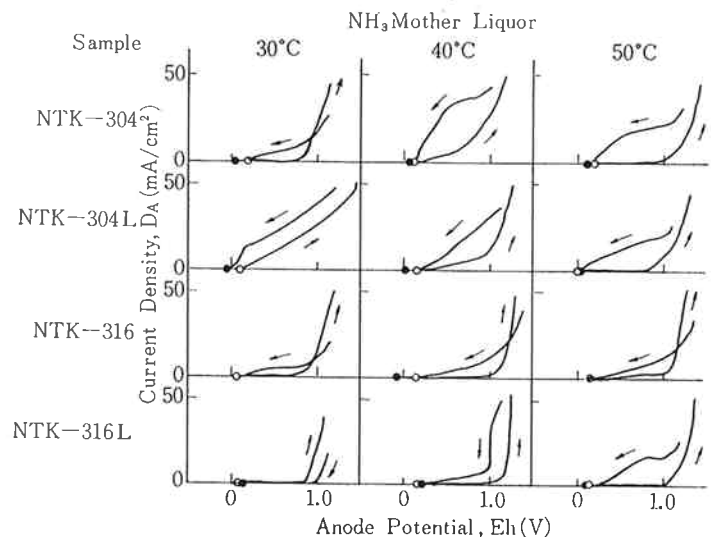 NH₃Mother Liquor
Sample
30°C 40°C 50°C
Current Density, DA (mA/cm²)
50
NTK-304
0
50
NTK-304L
0
50
NTK-316
0
NTK-316L
50
0
0 1.0 0 1.0 0 1.0
Anode Potential, Eh(V)